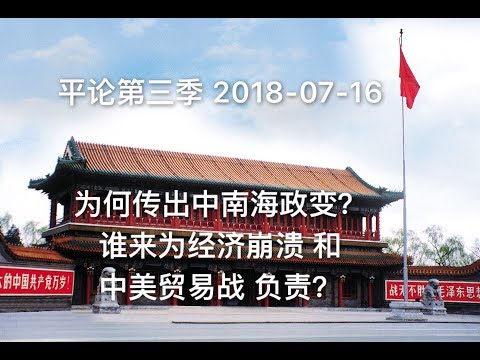 平论第三季 2018-07-16
为何传出中南海政变?
谁来为经济崩溃 和
中美贸易战 负责?
的中国共产党万岁!
战无不胜 毛泽东思想